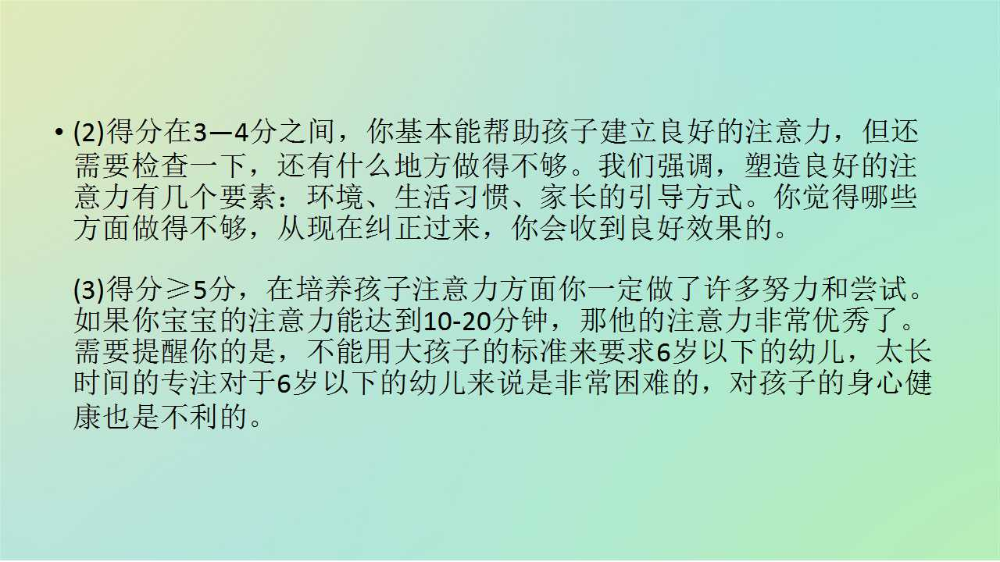 • (2)得分在3—4分之间，你基本能帮助孩子建立良好的注意力，但还
需要检查一下，还有什么地方做得不够。我们强调，塑造良好的注
意力有几个要素：环境、生活习惯、家长的引导方式。你觉得哪些
方面做得不够，从现在纠正过来，你会收到良好效果的。
(3)得分≥5分，在培养孩子注意力方面你一定做了许多努力和尝试。
如果你宝宝的注意力能达到10-20分钟，那他的注意力非常优秀了。
需要提醒你的是，不能用大孩子的标准来要求6岁以下的幼儿，太长
时间的专注对于6岁以下的幼儿来说是非常困难的，对孩子的身心健
康也是不利的。